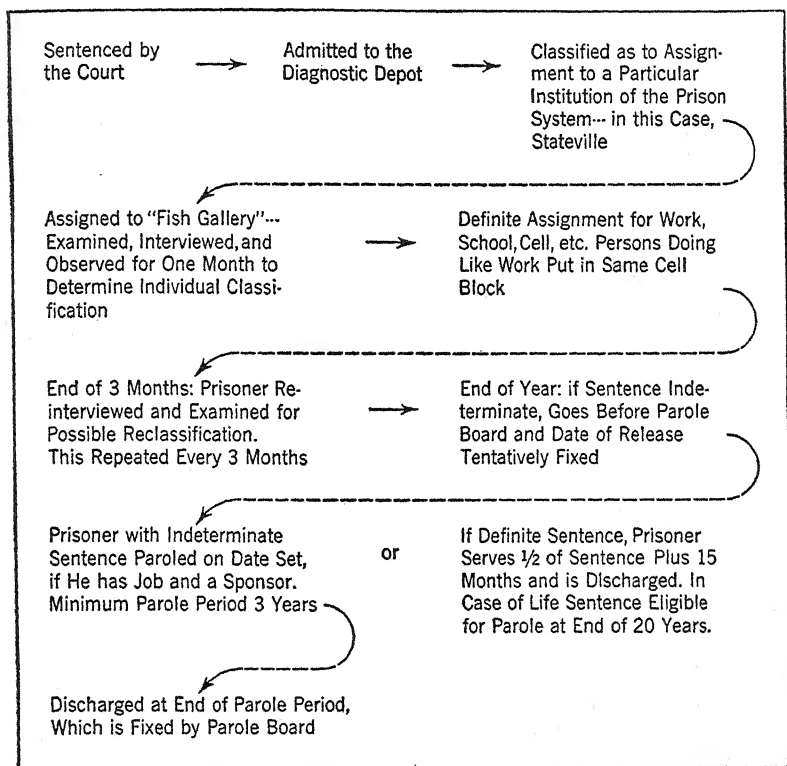 Sentenced by
the Court
Admitted to the
Diagnostic Depot
Classified as to Assign-
ment to a Particular
Institution of the Prison
System--- in this Case,
Stateville
Assigned to "Fish Gallery"---
Examined, Interviewed, and
Observed for One Month to
Determine Individual Classi-
fication
Definite Assignment for Work,
School, Cell, etc. Persons Doing
Like Work Put in Same Cell
Block
End of 3 Months: Prisoner Re-
interviewed and Examined for
Possible Reclassification.
This Repeated Every 3 Months
End of Year: if Sentence Inde-
terminate, Goes Before Parole
Board and Date of Release
Tentatively Fixed
Prisoner with Indeterminate
Sentence Paroled on Date Set,
if He has Job and a Sponsor.
Minimum Parole Period 3 Years
or
If Definite Sentence, Prisoner
Serves ½ of Sentence Plus 15
Months and is Discharged. In
Case of Life Sentence Eligible
for Parole at End of 20 Years.
Discharged at End of Parole Period,
Which is Fixed by Parole Board